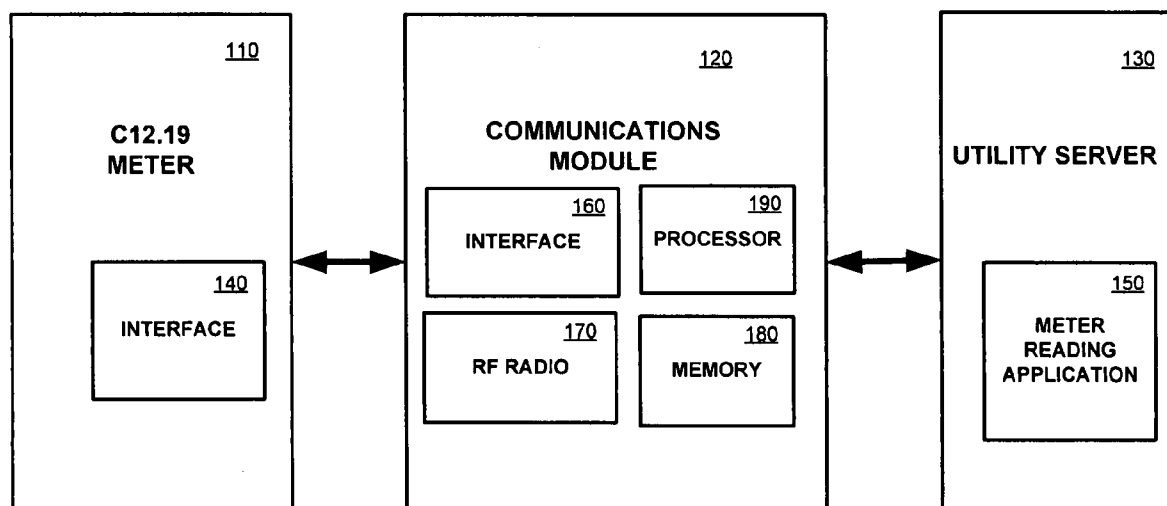 110
C12.19
METER
140
INTERFACE
120
COMMUNICATIONS
MODULE
160
INTERFACE
190
PROCESSOR
170
RF RADIO
180
MEMORY
130
UTILITY SERVER
150
METER
READING
APPLICATION